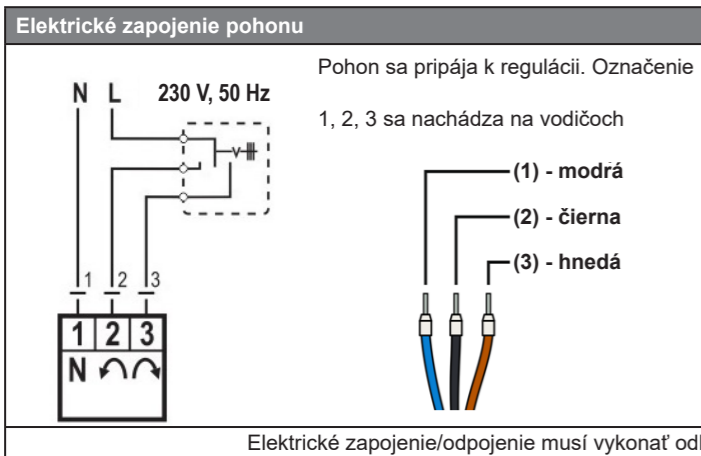 Elektrické zapojenie pohonu
N L 230 V, 50 Hz
Pohon sa pripája k regulácii. Označenie
1, 2, 3 sa nachádza na vodičoch
(1) - modrá
(2) - čierna
(3) - hnedá
1 2 3
1 2 3
N
Elektrické zapojenie/odpojenie musí vykonať